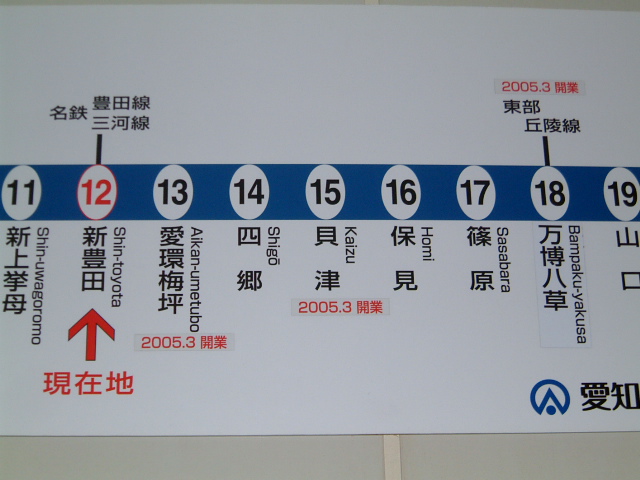 2005.3 開業
名鉄
豊田線
三河線
東部
丘陵線
11
12
13
14
15
16
17
18
19
新上挙母
Shin-uwagoromo
新豊田
Shin-toyota
愛環梅坪
Aikan-umetubo
四郷
Shigō
貝津
Kaizu
保見
Homi
篠原
Sasabara
万博八草
Bampaku-yakusa
山口
2005.3 開業
2005.3 開業
現在地
愛知